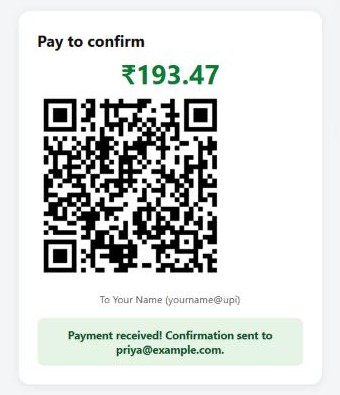 Pay to confirm
₹193.47
To Your Name (yourname@upi)
Payment received! Confirmation sent to
priya@example.com.